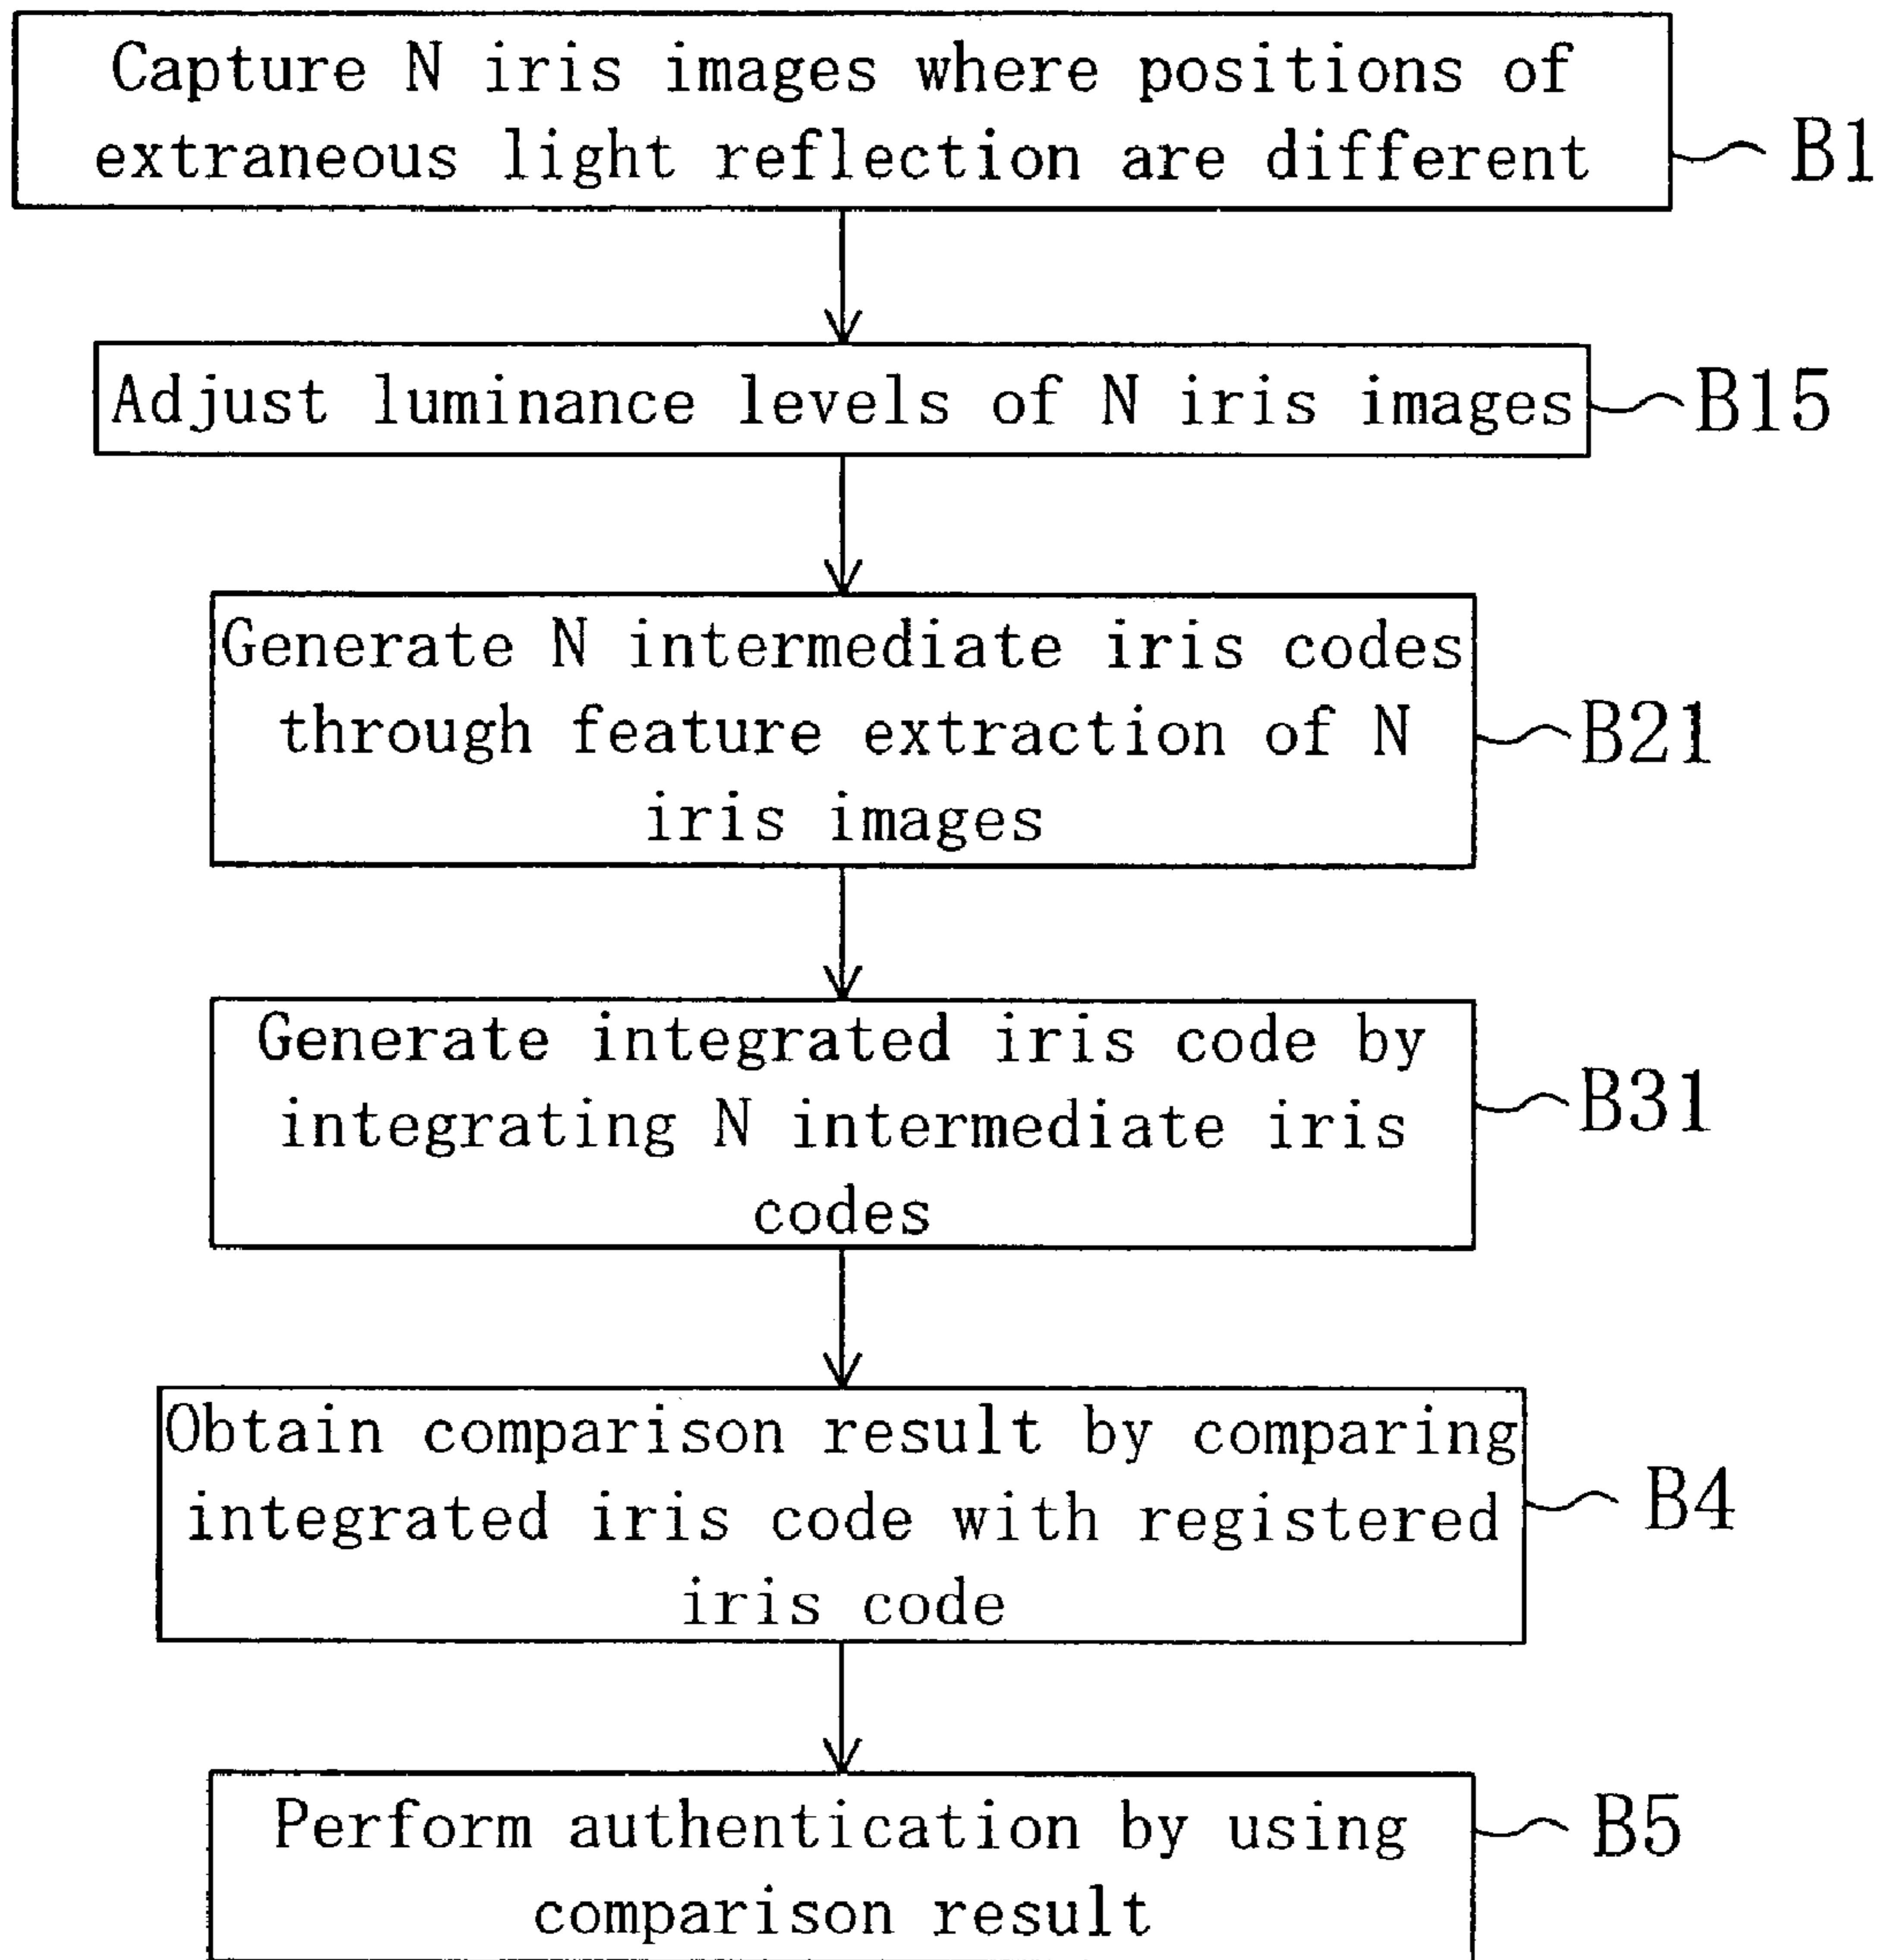 Capture N iris images where positions of
extraneous light reflection are different
B1
Adjust luminance levels of N iris images
B15
Generate N intermediate iris codes
through feature extraction of N
iris images
B21
Generate integrated iris code by
integrating N intermediate iris
codes
B31
Obtain comparison result by comparing
integrated iris code with registered
iris code
B4
Perform authentication by using
comparison result
B5